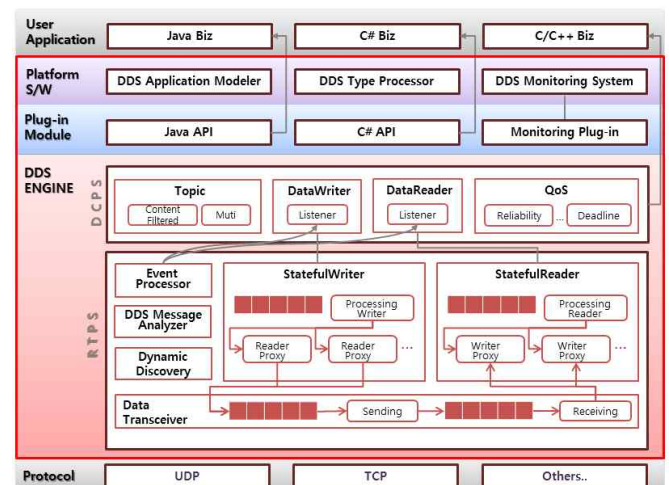 User
Application
Java Biz
C# Biz
C/C++ Biz
Platform
S/W
DDS Application Modeler
DDS Type Processor
DDS Monitoring System
Plug-in
Module
Java API
C# API
Monitoring Plug-in
DDS
ENGINE
DCPS
Topic
Content
Filtered
Muti
DataWriter
Listener
DataReader
Listener
QoS
Reliability
...
Deadline
RTPS
Event
Processor
DDS Message
Analyzer
Dynamic
Discovery
StatefulWriter
Processing
Writer
Reader
Proxy
Reader
Proxy
...
StatefulReader
Processing
Reader
Writer
Proxy
Writer
Proxy
...
Data
Transceiver
Sending
Receiving
Protocol
UDP
TCP
Others..